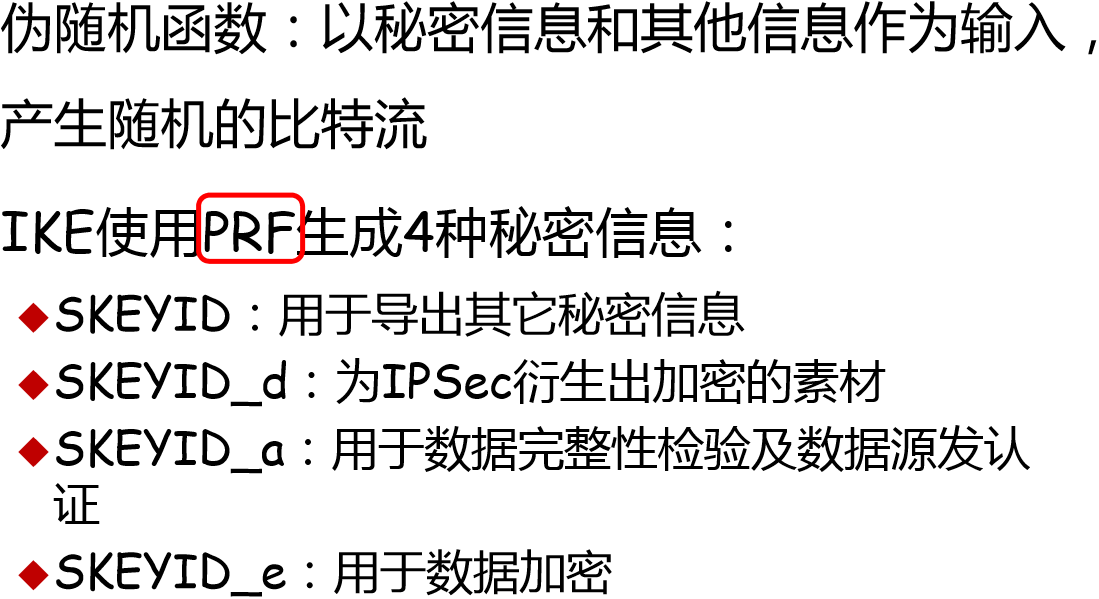 伪随机函数：以秘密信息和其他信息作为输入，
产生随机的比特流
IKE使用PRF生成4种秘密信息：
◆SKEYID：用于导出其它秘密信息
◆SKEYID_d：为IPSec衍生出加密的素材
◆SKEYID_a：用于数据完整性检验及数据源发认
证
◆SKEYID_e：用于数据加密